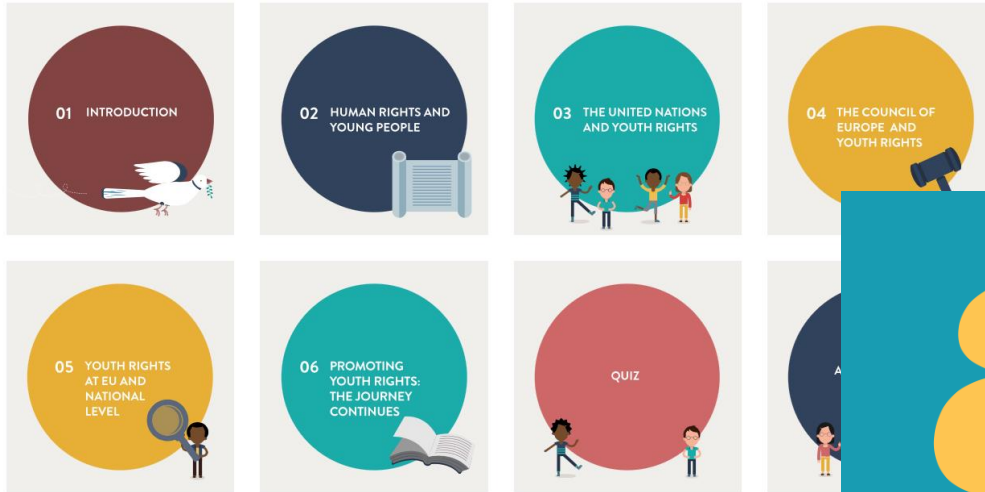 01 INTRODUCTION
02 HUMAN RIGHTS AND
YOUNG PEOPLE
03 THE UNITED NATIONS
AND YOUTH RIGHTS
04 THE COUNCIL OF
EUROPE AND
YOUTH RIGHTS
05 YOUTH RIGHTS
AT EU AND
NATIONAL
LEVEL
06 PROMOTING
YOUTH RIGHTS:
THE JOURNEY
CONTINUES
QUIZ